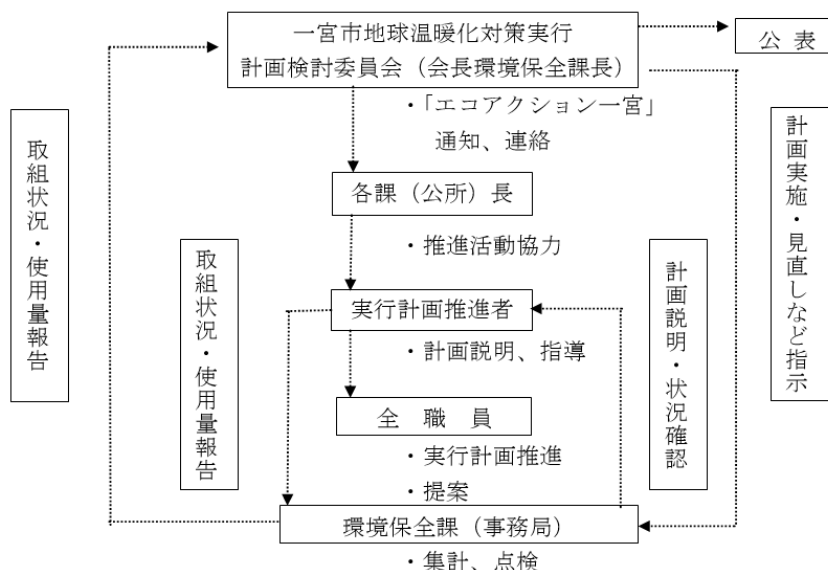 一宮市地球温暖化対策実行
計画検討委員会（会長環境保全課長）
公 表
・「エコアクション一宮」
通知、連絡
各課（公所）長
・推進活動協力
実行計画推進者
・計画説明、指導
全 職 員
・実行計画推進
・提案
環境保全課（事務局）
・集計、点検
取組状況・使用量報告
取組状況・使用量報告
計画説明・状況確認
計画実施・見直しなど指示